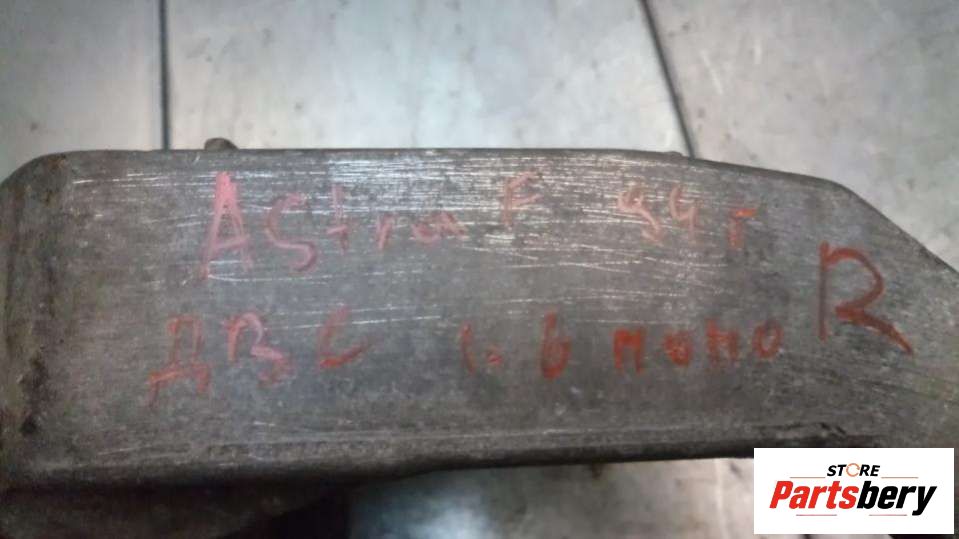 Astra F 94г
R
ДВС 1.6 моно
STORE
Partsbery